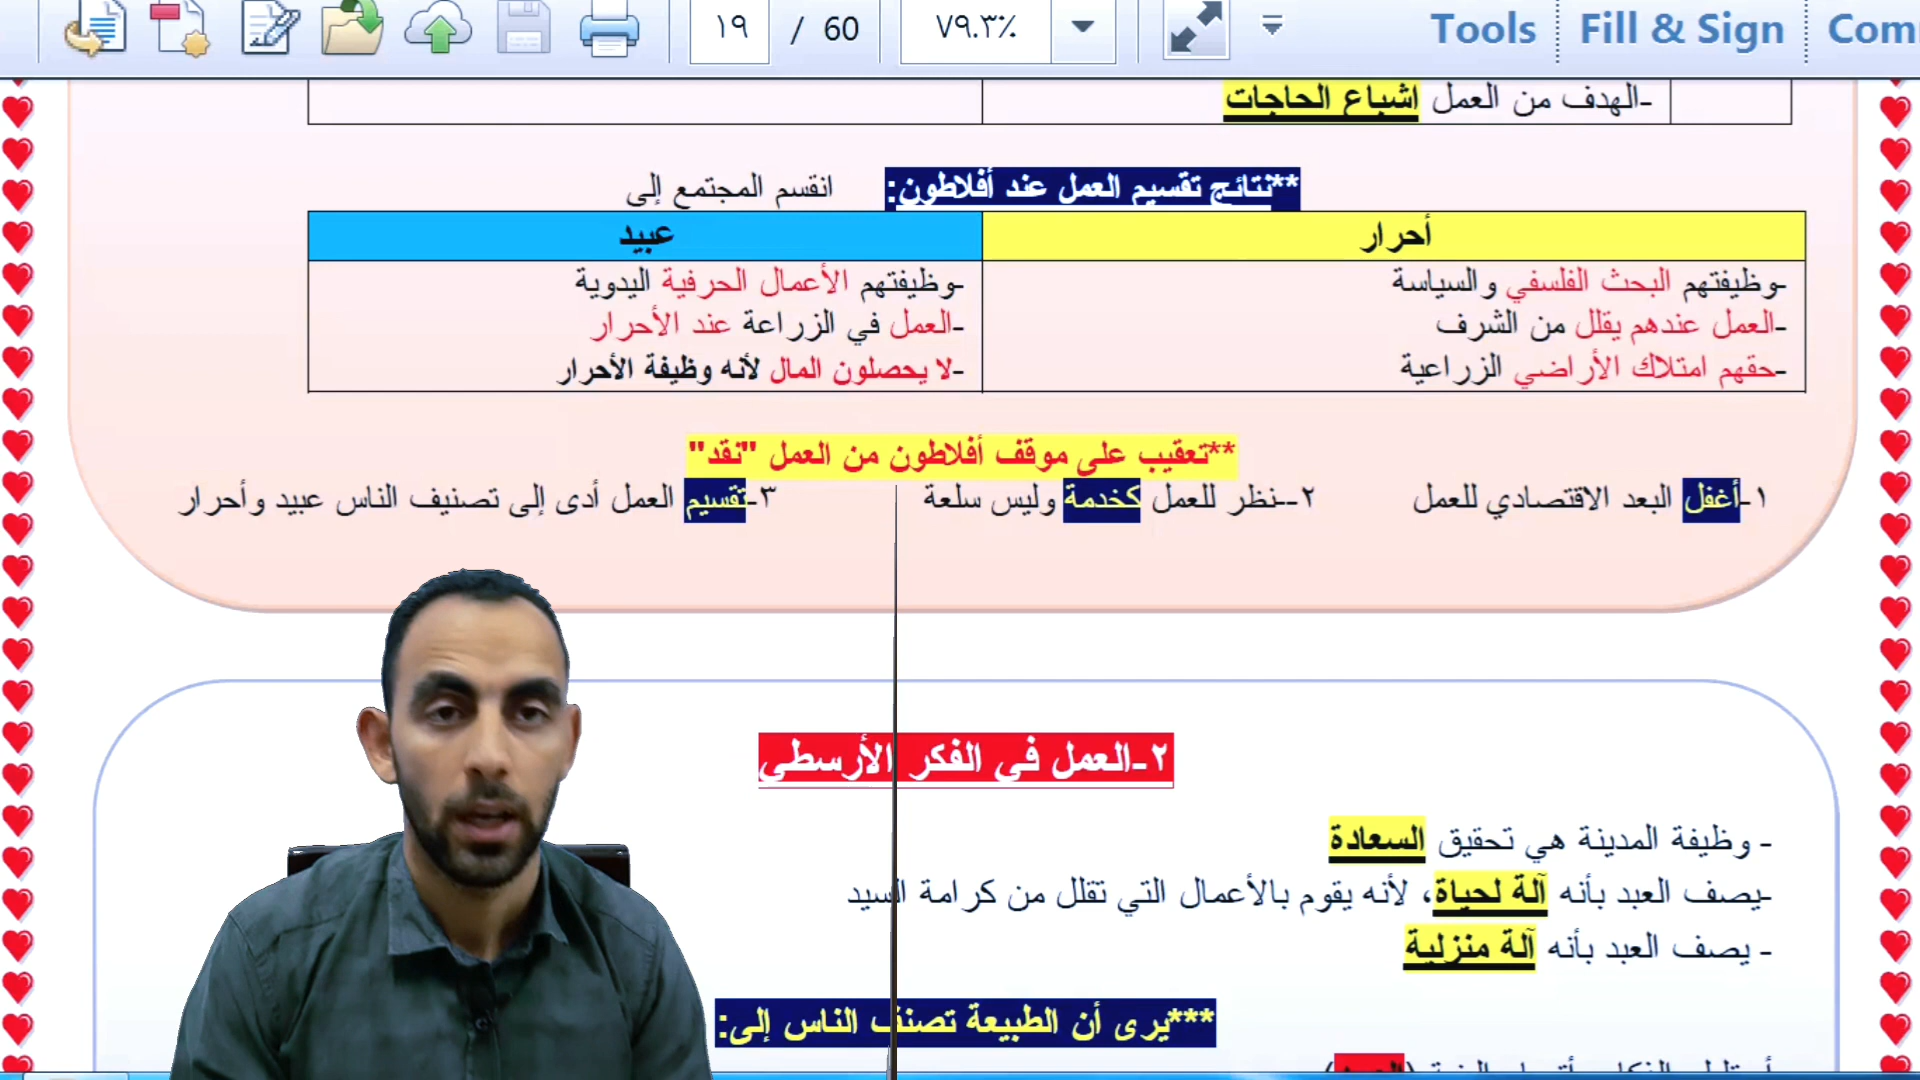 ١٩ / 60 ٧٩.٣٪ Tools Fill & Sign Com
-الهدف من العمل اشباع الحاجات
**نتائج تقسيم العمل عند أفلاطون: انقسم المجتمع إلى
أحرار عبيد
-وظيفتهم البحث الفلسفي والسياسة -وظيفتهم الأعمال الحرفية اليدوية
-العمل عندهم يقلل من الشرف -العمل في الزراعة عند الأحرار
-حقهم امتلاك الأراضي الزراعية -لا يحصلون المال لأنه وظيفة الأحرار
**تعقيب على موقف أفلاطون من العمل "نقد"
١-أغفل البعد الاقتصادي للعمل ٢--نظر للعمل كخدمة وليس سلعة ٣-تقسيم العمل أدى إلى تصنيف الناس عبيد وأحرار
٢-العمل في الفكر الأرسطي
- وظيفة المدينة هي تحقيق السعادة
-يصف العبد بأنه آلة لحياة، لأنه يقوم بالأعمال التي تقلل من كرامة السيد
- يصف العبد بأنه آلة منزلية
***يرى أن الطبيعة تصنف الناس إلى: